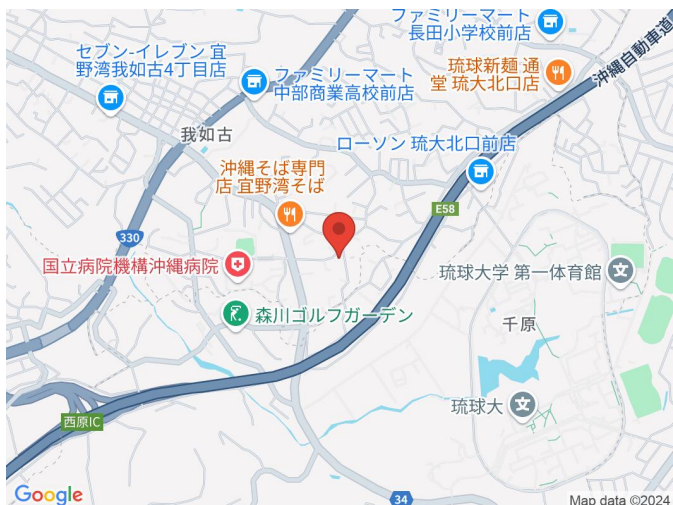 ファミリーマート
長田小学校前店
セブン-イレブン 宜
野湾我如古4丁目店
ファミリーマート
中部商業高校前店
琉球新麺 通
堂 琉大北口店
沖縄自動車道
我如古
ローソン 琉大北口前店
沖縄そば専門
店 宜野湾そば
E58
330
国立病院機構沖縄病院
琉球大学 第一体育館
森川ゴルフガーデン
千原
琉球大
西原IC
34
Google
Map data ©2024